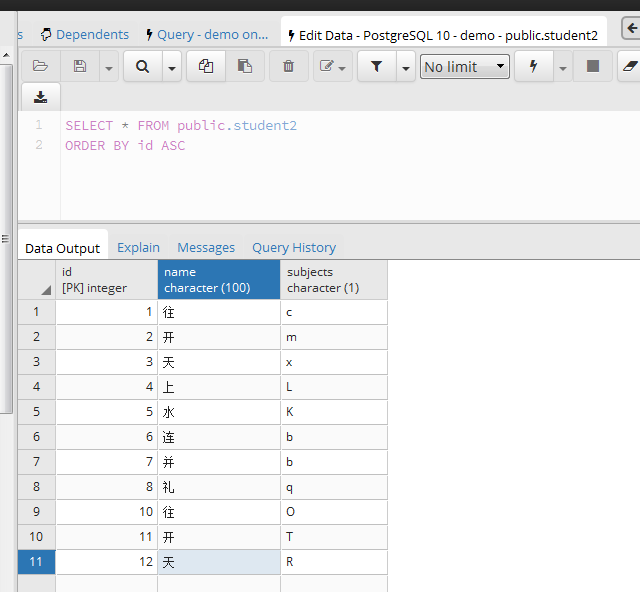 s Dependents Query - demo on... Edit Data - PostgreSQL 10 - demo - public.student2
No limit
1 SELECT * FROM public.student2
2 ORDER BY id ASC
Data Output Explain Messages Query History
id name subjects
[PK] integer character (100) character (1)
1 1 往 c
2 2 开 m
3 3 天 x
4 4 上 L
5 5 水 K
6 6 连 b
7 7 并 b
8 8 礼 q
9 10 往 O
10 11 开 T
11 12 天 R